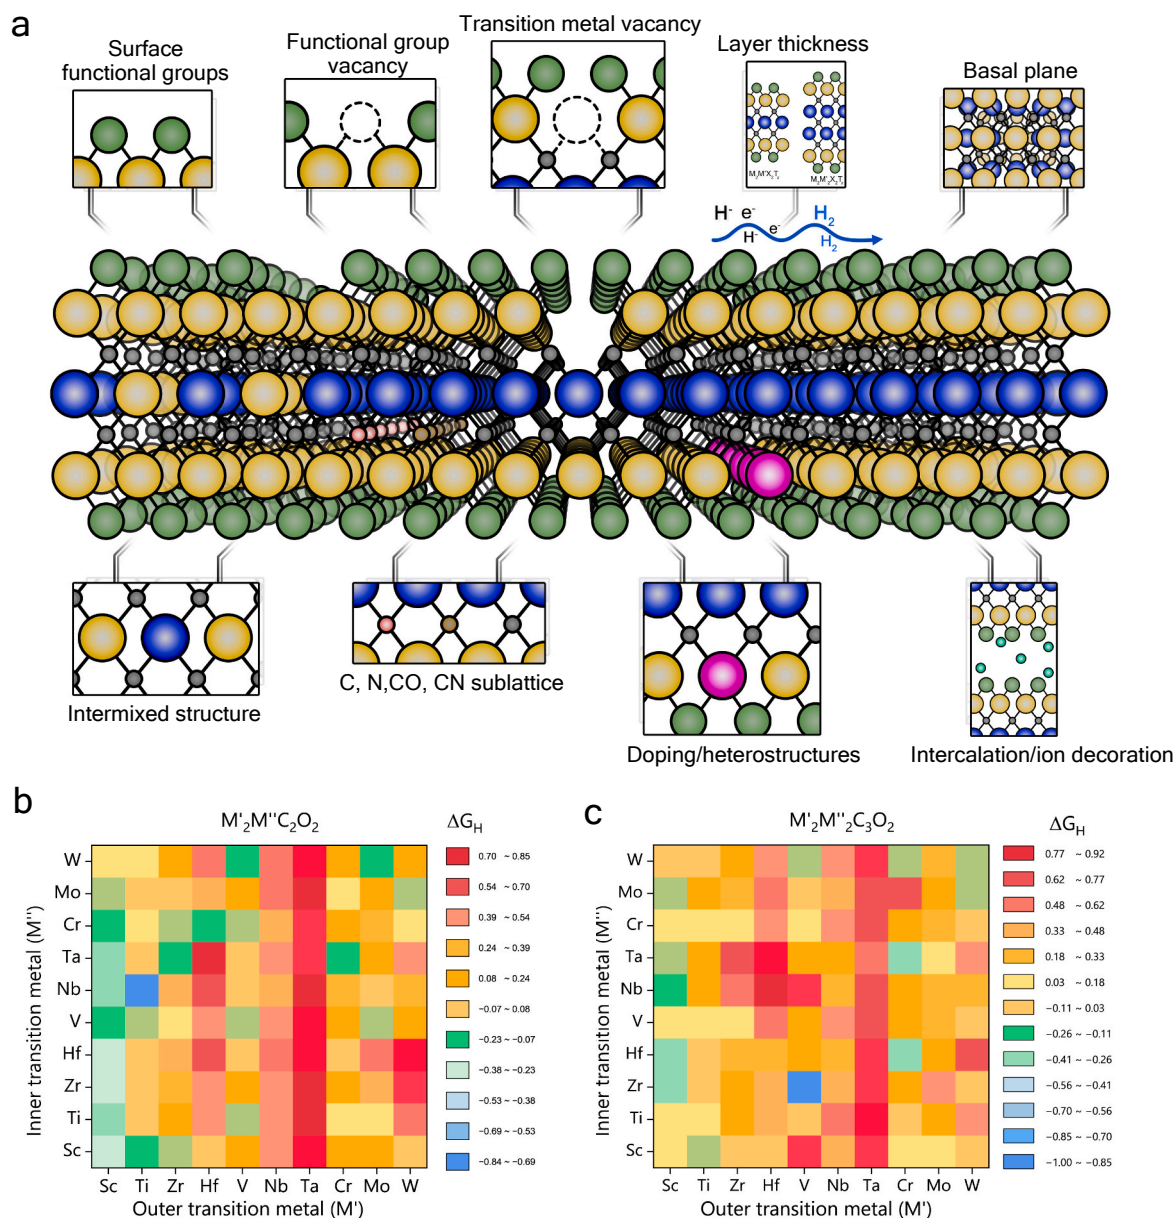 a
Surface
functional groups
Functional group
vacancy
Transition metal vacancy
Layer thickness
Basal plane
M₂M'X₂Tₓ
M₂M'₂X₃Tₓ
H⁻ e⁻
H⁻ e⁻
H₂
H₂
Intermixed structure
C, N,CO, CN sublattice
Doping/heterostructures
Intercalation/ion decoration
b
M'₂M''C₂O₂
ΔG_H
Inner transition metal (M'')
W
Mo
Cr
Ta
Nb
V
Hf
Zr
Ti
Sc
Sc Ti Zr Hf V Nb Ta Cr Mo W
Outer transition metal (M')
0.70 ~ 0.85
0.54 ~ 0.70
0.39 ~ 0.54
0.24 ~ 0.39
0.08 ~ 0.24
−0.07 ~ 0.08
−0.23 ~ −0.07
−0.38 ~ −0.23
−0.53 ~ −0.38
−0.69 ~ −0.53
−0.84 ~ −0.69
c
M'₂M''₂C₃O₂
ΔG_H
Inner transition metal (M'')
W
Mo
Cr
Ta
Nb
V
Hf
Zr
Ti
Sc
Sc Ti Zr Hf V Nb Ta Cr Mo W
Outer transition metal (M')
0.77 ~ 0.92
0.62 ~ 0.77
0.48 ~ 0.62
0.33 ~ 0.48
0.18 ~ 0.33
0.03 ~ 0.18
−0.11 ~ 0.03
−0.26 ~ −0.11
−0.41 ~ −0.26
−0.56 ~ −0.41
−0.70 ~ −0.56
−0.85 ~ −0.70
−1.00 ~ −0.85